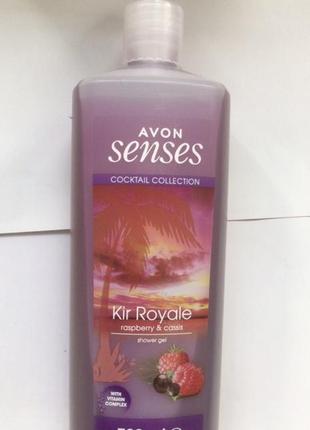 AVON
senses
COCKTAIL COLLECTION
Kir Royale
raspberry & cassis
shower gel
WITH
VITAMIN
COMPLEX